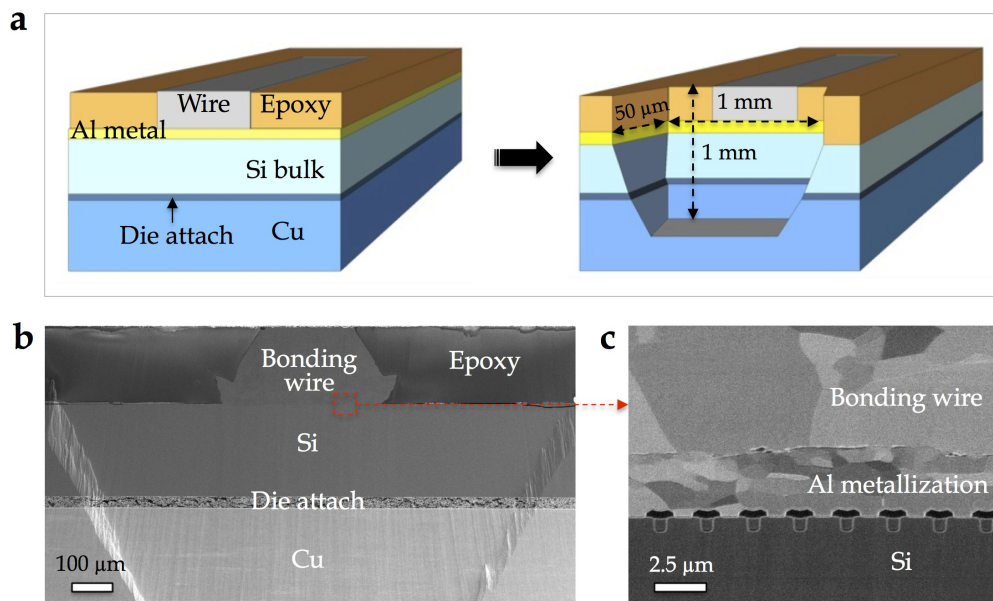 a
Wire
Epoxy
Al metal
Si bulk
Die attach
Cu
50 µm
1 mm
1 mm
b
Bonding
wire
Epoxy
Si
Die attach
Cu
100 µm
c
Bonding wire
Al metallization
Si
2.5 µm